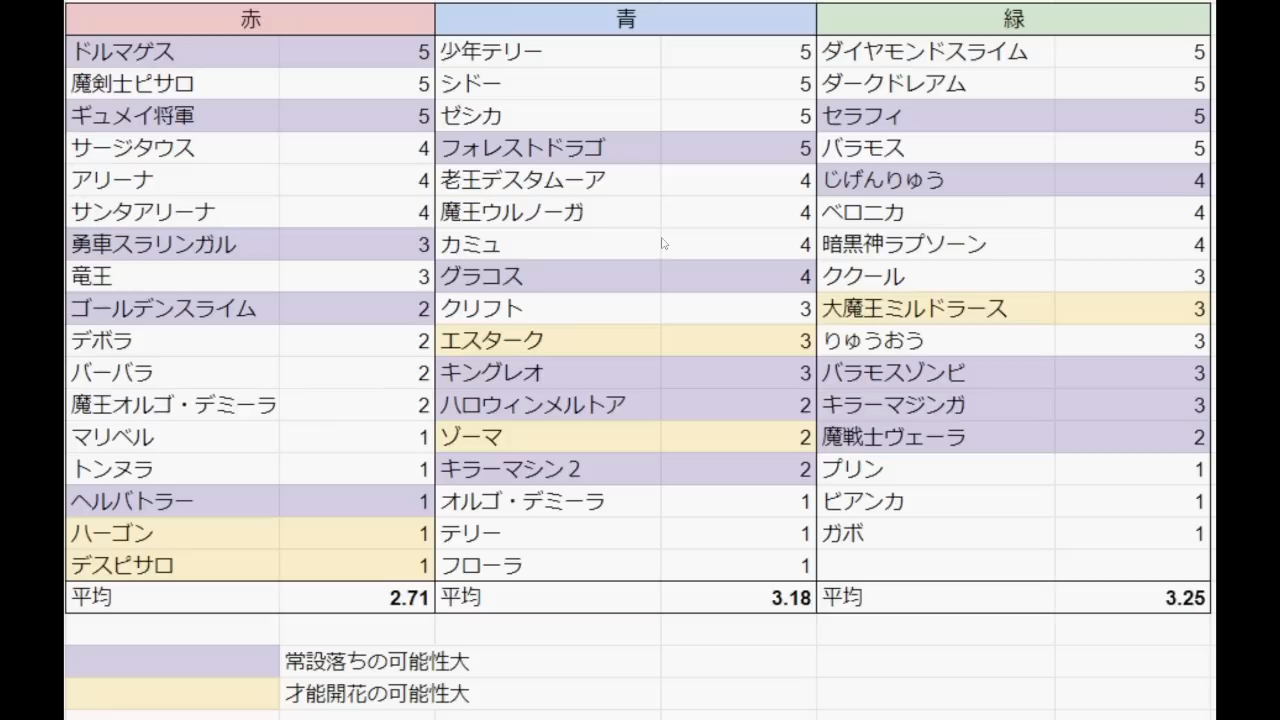 赤 青 緑
ドルマゲス 5 少年テリー 5 ダイヤモンドスライム 5
魔剣士ピサロ 5 シドー 5 ダークドレアム 5
ギュメイ将軍 5 ゼシカ 5 セラフィ 5
サージタウス 4 フォレストドラゴ 5 バラモス 5
アリーナ 4 老王デスタムーア 4 じげんりゅう 4
サンタアリーナ 4 魔王ウルノーガ 4 ベロニカ 4
勇車スラリンガル 3 カミュ 4 暗黒神ラプソーン 4
竜王 3 グラコス 4 ククール 3
ゴールデンスライム 2 クリフト 3 大魔王ミルドラース 3
デボラ 2 エスターク 3 りゅうおう 3
バーバラ 2 キングレオ 3 バラモスゾンビ 3
魔王オルゴ・デミーラ 2 ハロウィンメルトア 2 キラーマジンガ 3
マリベル 1 ゾーマ 2 魔戦士ヴェーラ 2
トンヌラ 1 キラーマシン2 2 プリン 1
ヘルバトラー 1 オルゴ・デミーラ 1 ビアンカ 1
ハーゴン 1 テリー 1 ガボ 1
デスピサロ 1 フローラ 1
平均 2.71 平均 3.18 平均 3.25
常設落ちの可能性大
才能開花の可能性大